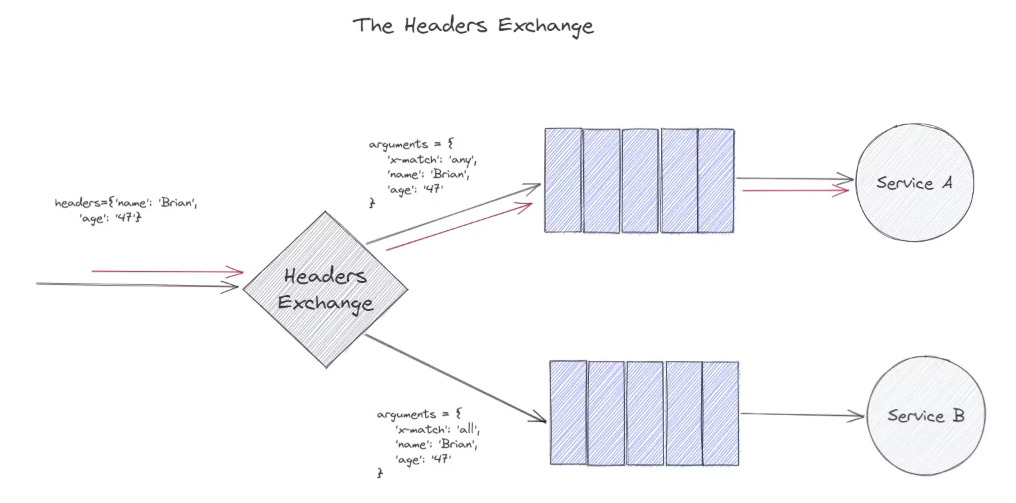 The Headers Exchange
arguments = {
'x-match': 'any',
'name': 'Brian',
'age': '47'
}
headers={'name': 'Brian',
'age': '47'}
Headers
Exchange
Service A
arguments = {
'x-match': 'all',
'name': 'Brian',
'age': '47'
}
Service B